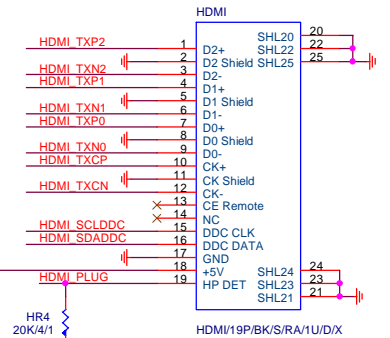 HDMI
HDMI_TXP2 1 D2+ SHL20 20
2 D2 Shield SHL22 22
HDMI_TXN2 3 D2- SHL25 25
HDMI_TXP1 4 D1+
5 D1 Shield
HDMI_TXN1 6 D1-
HDMI_TXP0 7 D0+
8 D0 Shield
HDMI_TXN0 9 D0-
HDMI_TXCP 10 CK+
11 CK Shield
HDMI_TXCN 12 CK-
13 CE Remote
14 NC
HDMI_SCLDDC 15 DDC CLK
HDMI_SDADDC 16 DDC DATA
17 GND
18 +5V SHL24 24
HDMI_PLUG 19 HP DET SHL23 23
SHL21 21
HR4
20K/4/1
HDMI/19P/BK/S/RA/1U/D/X